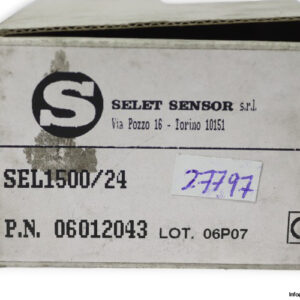 S
SELET SENSOR s.r.l.
Via Pozzo 16 - Torino 10151
SEL1500/24
27797
P.N. 06012043 LOT. 06P07